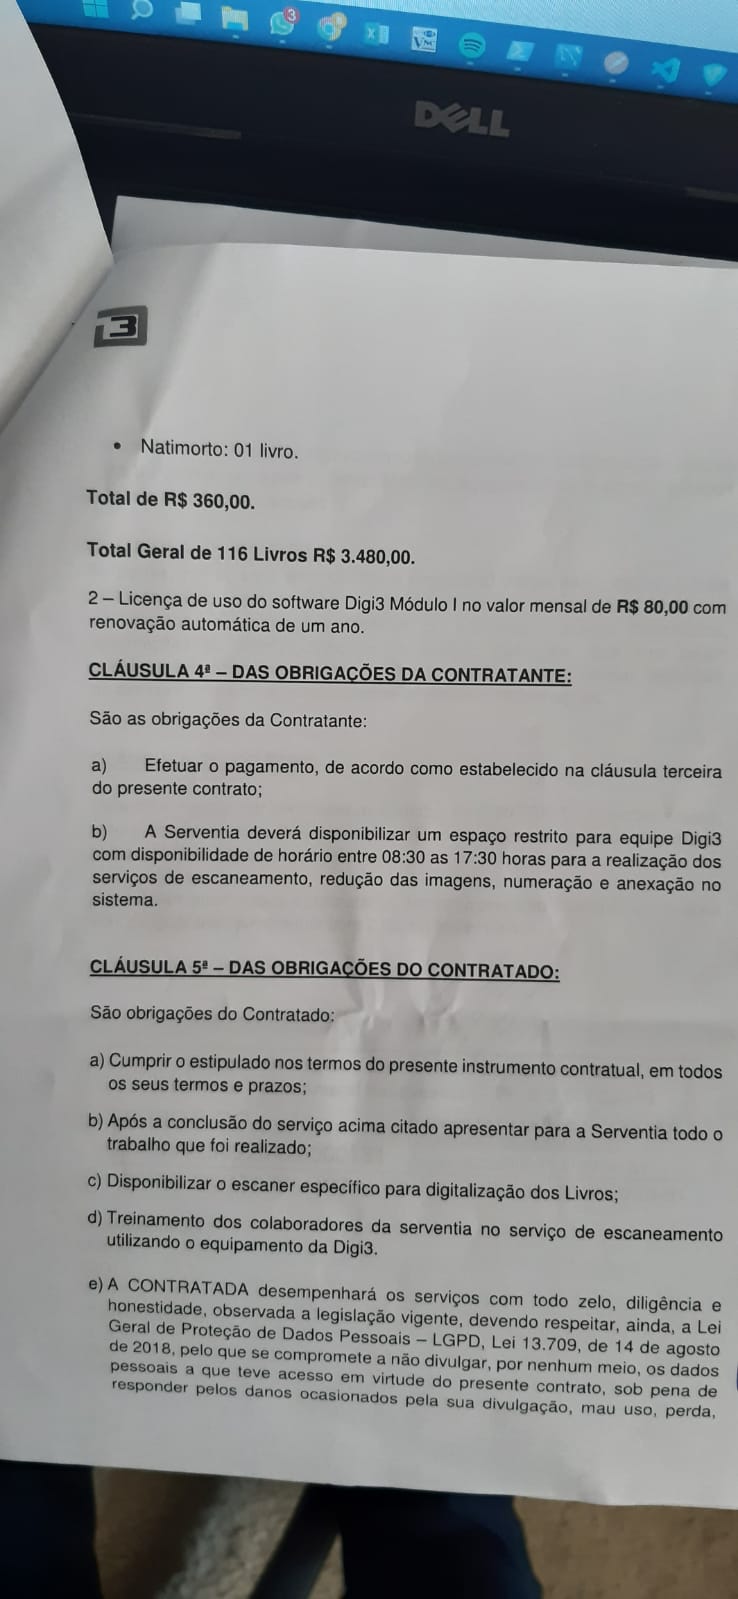 3
VSC
DELL
3
• Natimorto: 01 livro.
Total de R$ 360,00.
Total Geral de 116 Livros R$ 3.480,00.
2 – Licença de uso do software Digi3 Módulo I no valor mensal de R$ 80,00 com
renovação automática de um ano.
CLÁUSULA 4ª – DAS OBRIGAÇÕES DA CONTRATANTE:
São as obrigações da Contratante:
a) Efetuar o pagamento, de acordo como estabelecido na cláusula terceira
do presente contrato;
b) A Serventia deverá disponibilizar um espaço restrito para equipe Digi3
com disponibilidade de horário entre 08:30 as 17:30 horas para a realização dos
serviços de escaneamento, redução das imagens, numeração e anexação no
sistema.
CLÁUSULA 5ª – DAS OBRIGAÇÕES DO CONTRATADO:
São obrigações do Contratado:
a) Cumprir o estipulado nos termos do presente instrumento contratual, em todos
os seus termos e prazos;
b) Após a conclusão do serviço acima citado apresentar para a Serventia todo o
trabalho que foi realizado;
c) Disponibilizar o escaner específico para digitalização dos Livros;
d) Treinamento dos colaboradores da serventia no serviço de escaneamento
utilizando o equipamento da Digi3.
e) A CONTRATADA desempenhará os serviços com todo zelo, diligência e
honestidade, observada a legislação vigente, devendo respeitar, ainda, a Lei
Geral de Proteção de Dados Pessoais – LGPD, Lei 13.709, de 14 de agosto
de 2018, pelo que se compromete a não divulgar, por nenhum meio, os dados
pessoais a que teve acesso em virtude do presente contrato, sob pena de
responder pelos danos ocasionados pela sua divulgação, mau uso, perda,